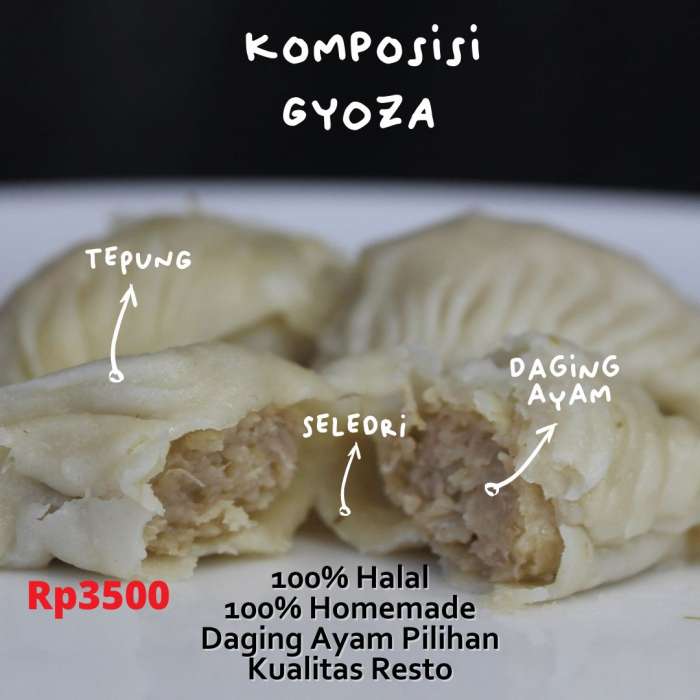 KOMPOSISI
GYOZA
TEPUNG
DAGING
AYAM
SELEDRI
Rp3500
100% Halal
100% Homemade
Daging Ayam Pilihan
Kualitas Resto